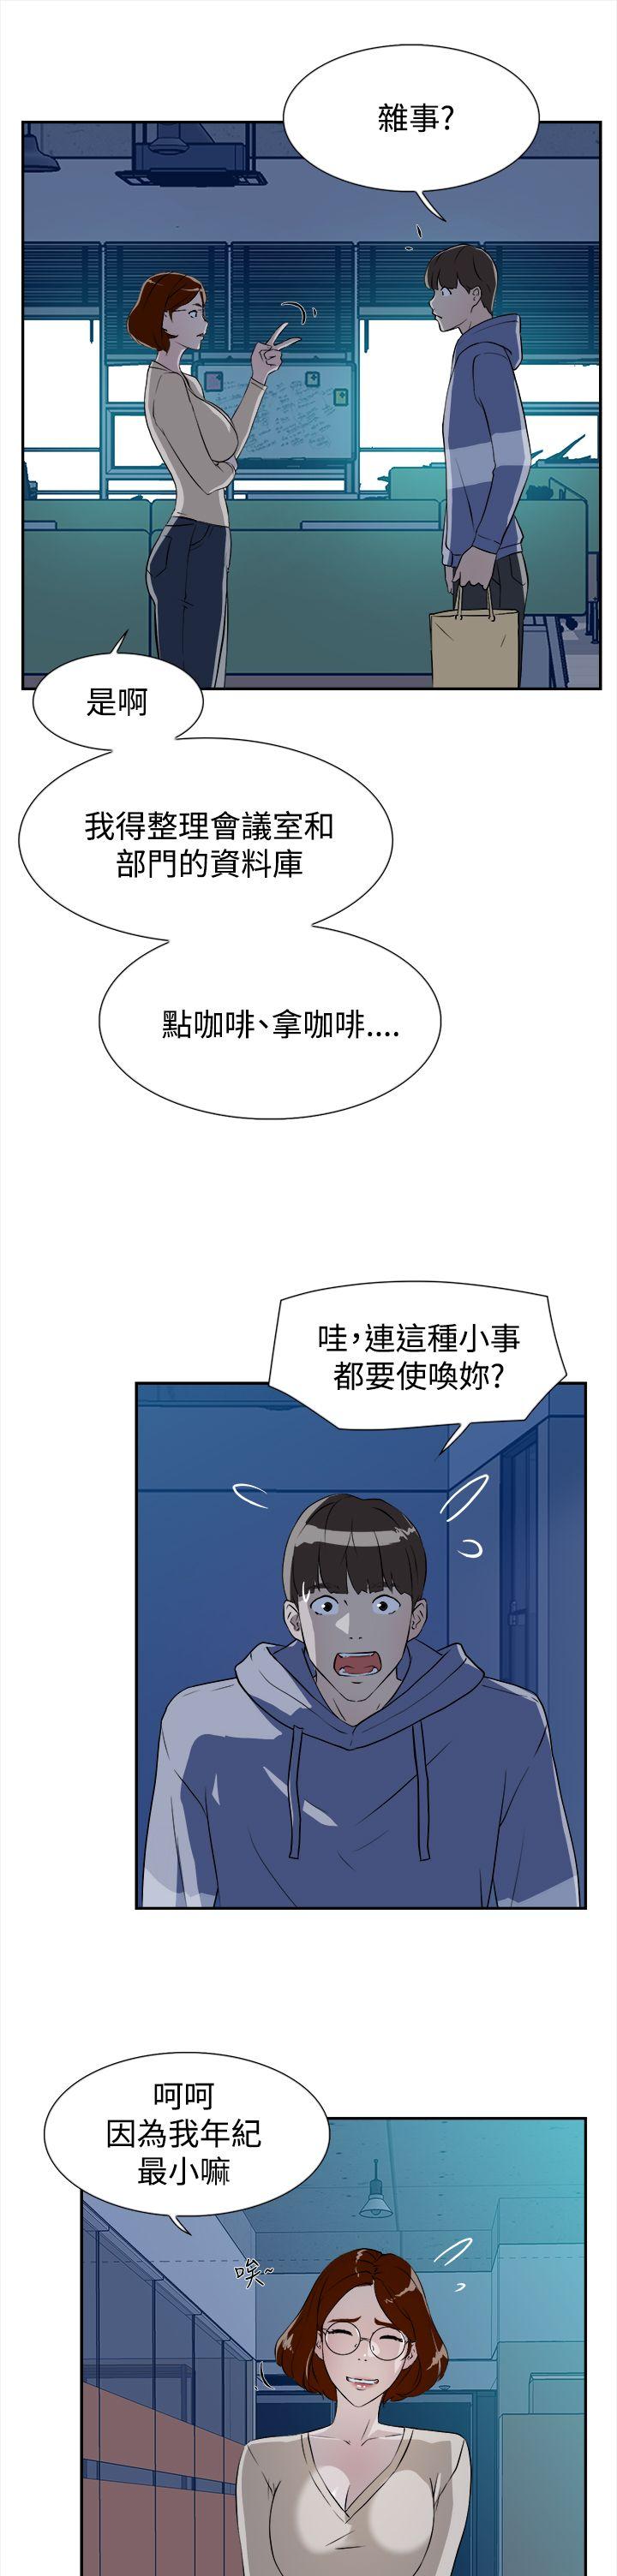 雜事?
是啊
我得整理會議室和
部門的資料庫
點咖啡、拿咖啡....
哇,連這種小事
都要使喚妳?
呵呵
因為我年紀
最小嘛
唉~